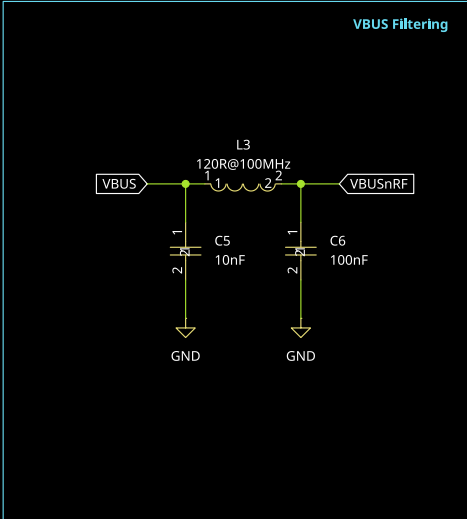 VBUS Filtering
L3
120R@100MHz
1 2
1 2
VBUS
VBUSnRF
1
C5
10nF
2
1
C6
100nF
2
GND
GND